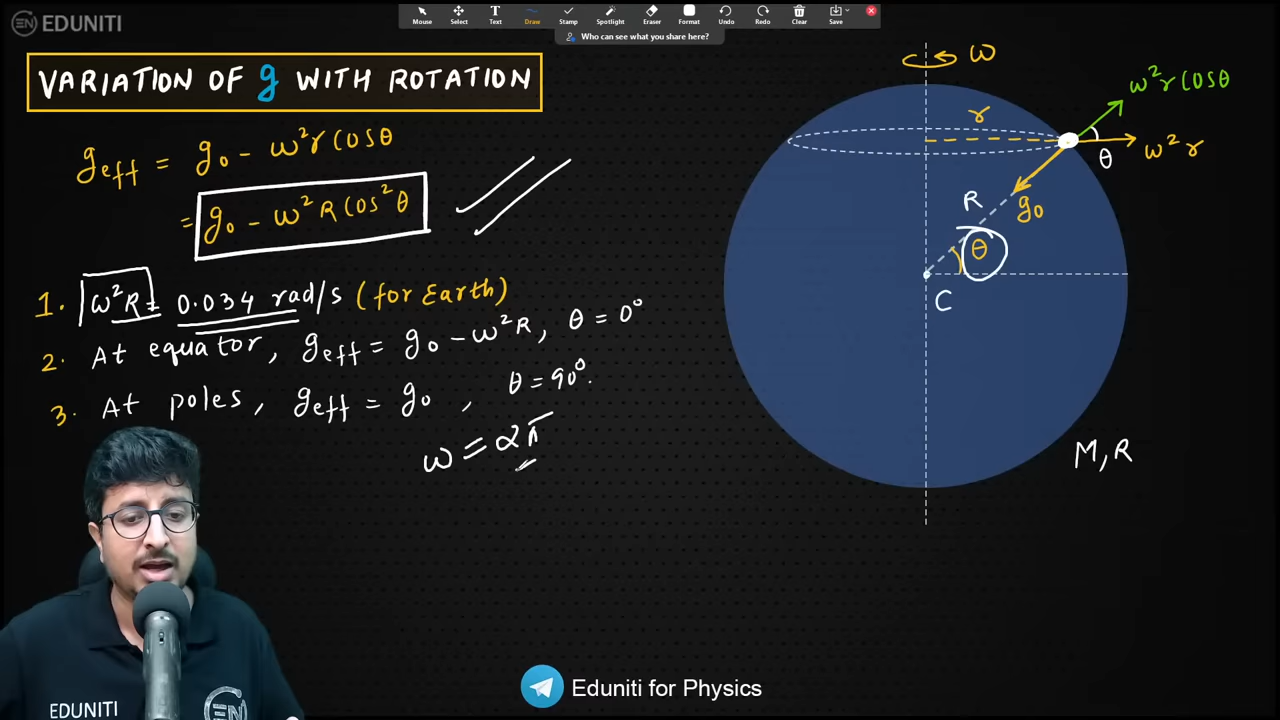 EDUNITI
Mouse Select Text Draw Stamp Spotlight Eraser Format Undo Redo Clear Save
Who can see what you share here?
VARIATION OF g WITH ROTATION
geff = g₀ - ω²r cosθ
= g₀ - ω²R cos²θ
1. ω²R = 0.034 rad/s (for Earth)
2. At equator, geff = g₀ - ω²R, θ = 0°
3. At poles, geff = g₀, θ = 90°.
ω = 2π
ω
r
ω²r cosθ
θ
ω²r
R
g₀
θ
C
M, R
EDUNITI
EN
Eduniti for Physics